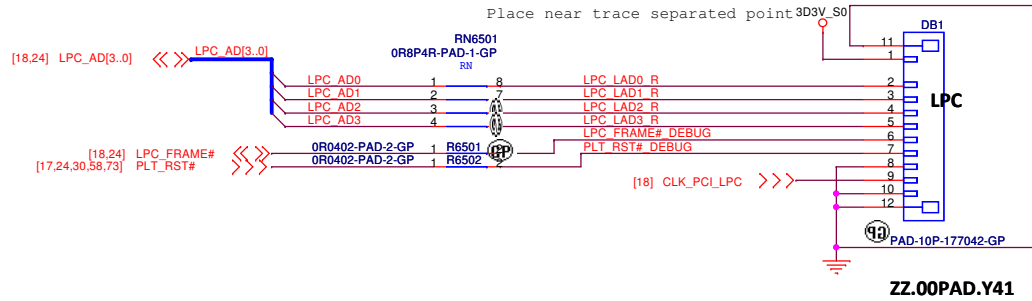 Place near trace separated point
3D3V_S0
DB1
RN6501
0R8P4R-PAD-1-GP
RN
11
[18,24] LPC_AD[3..0]
LPC_AD[3..0]
1
LPC_AD0 1 8 LPC_LAD0_R 2
LPC_AD1 2 7 LPC_LAD1_R 3
LPC
LPC_AD2 3 LPC_LAD2_R 4
LPC_AD3 4 LPC_LAD3_R 5
LPC_FRAME#_DEBUG 6
[18,24] LPC_FRAME# 0R0402-PAD-2-GP 1 R6501 GP
PLT_RST#_DEBUG 7
[17,24,30,58,73] PLT_RST# 0R0402-PAD-2-GP 1 R6502 2
8
[18] CLK_PCI_LPC 9
10
12
GP
PAD-10P-177042-GP
ZZ.00PAD.Y41